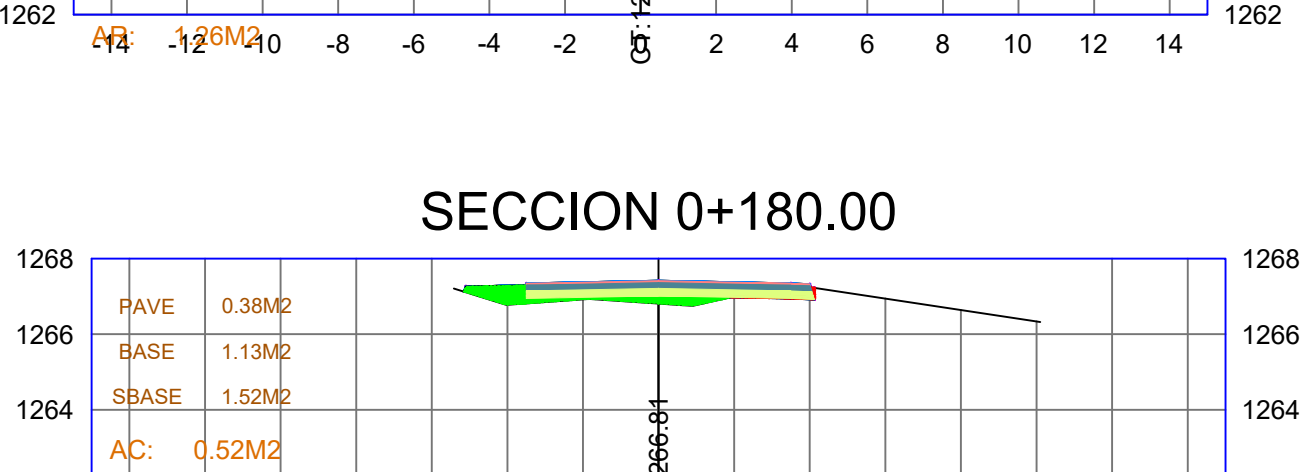 1262 1262
AR: 1.26M2
-14 -12 -10 -8 -6 -4 -2 0 2 4 6 8 10 12 14
SECCION 0+180.00
1268 1268
PAVE 0.38M2
1266 1266
BASE 1.13M2
SBASE 1.52M2
1264 1264
AC: 0.52M2